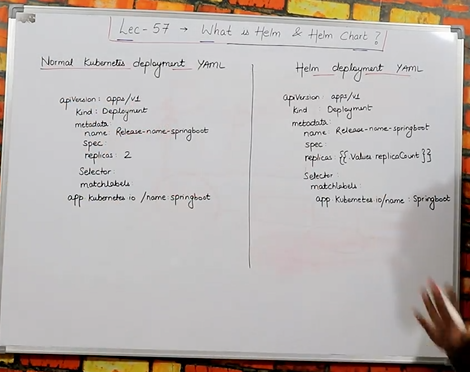 Lec-57 → What is Helm & Helm Chart?
Normal Kubernetes deployment YAML
apiVersion: apps/v1
Kind: Deployment
metadata
name Release-name-springboot
spec
replicas 2
Selector:
matchlabels
app Kubernetes io /name: springboot
Helm deployment YAML
apiVersion: apps/v1
Kind: Deployment
metadata:
name Release-name-springboot
spec:
replicas {{ Values replicaCount }}
Selector:
matchlabels:
app Kubernetes io/name: Springboot